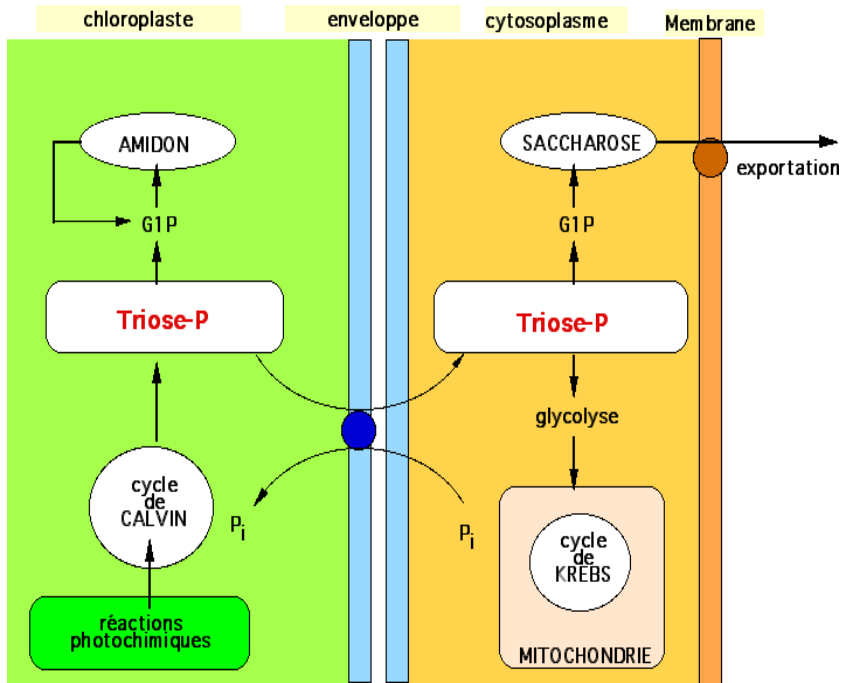 chloroplaste
enveloppe
cytosoplasme
Membrane
AMIDON
SACCHAROSE
exportation
G1P
G1P
Triose-P
Triose-P
glycolyse
cycle
de
CALVIN
Pi
Pi
cycle
de
KREBS
réactions
photochimiques
MITOCHONDRIE